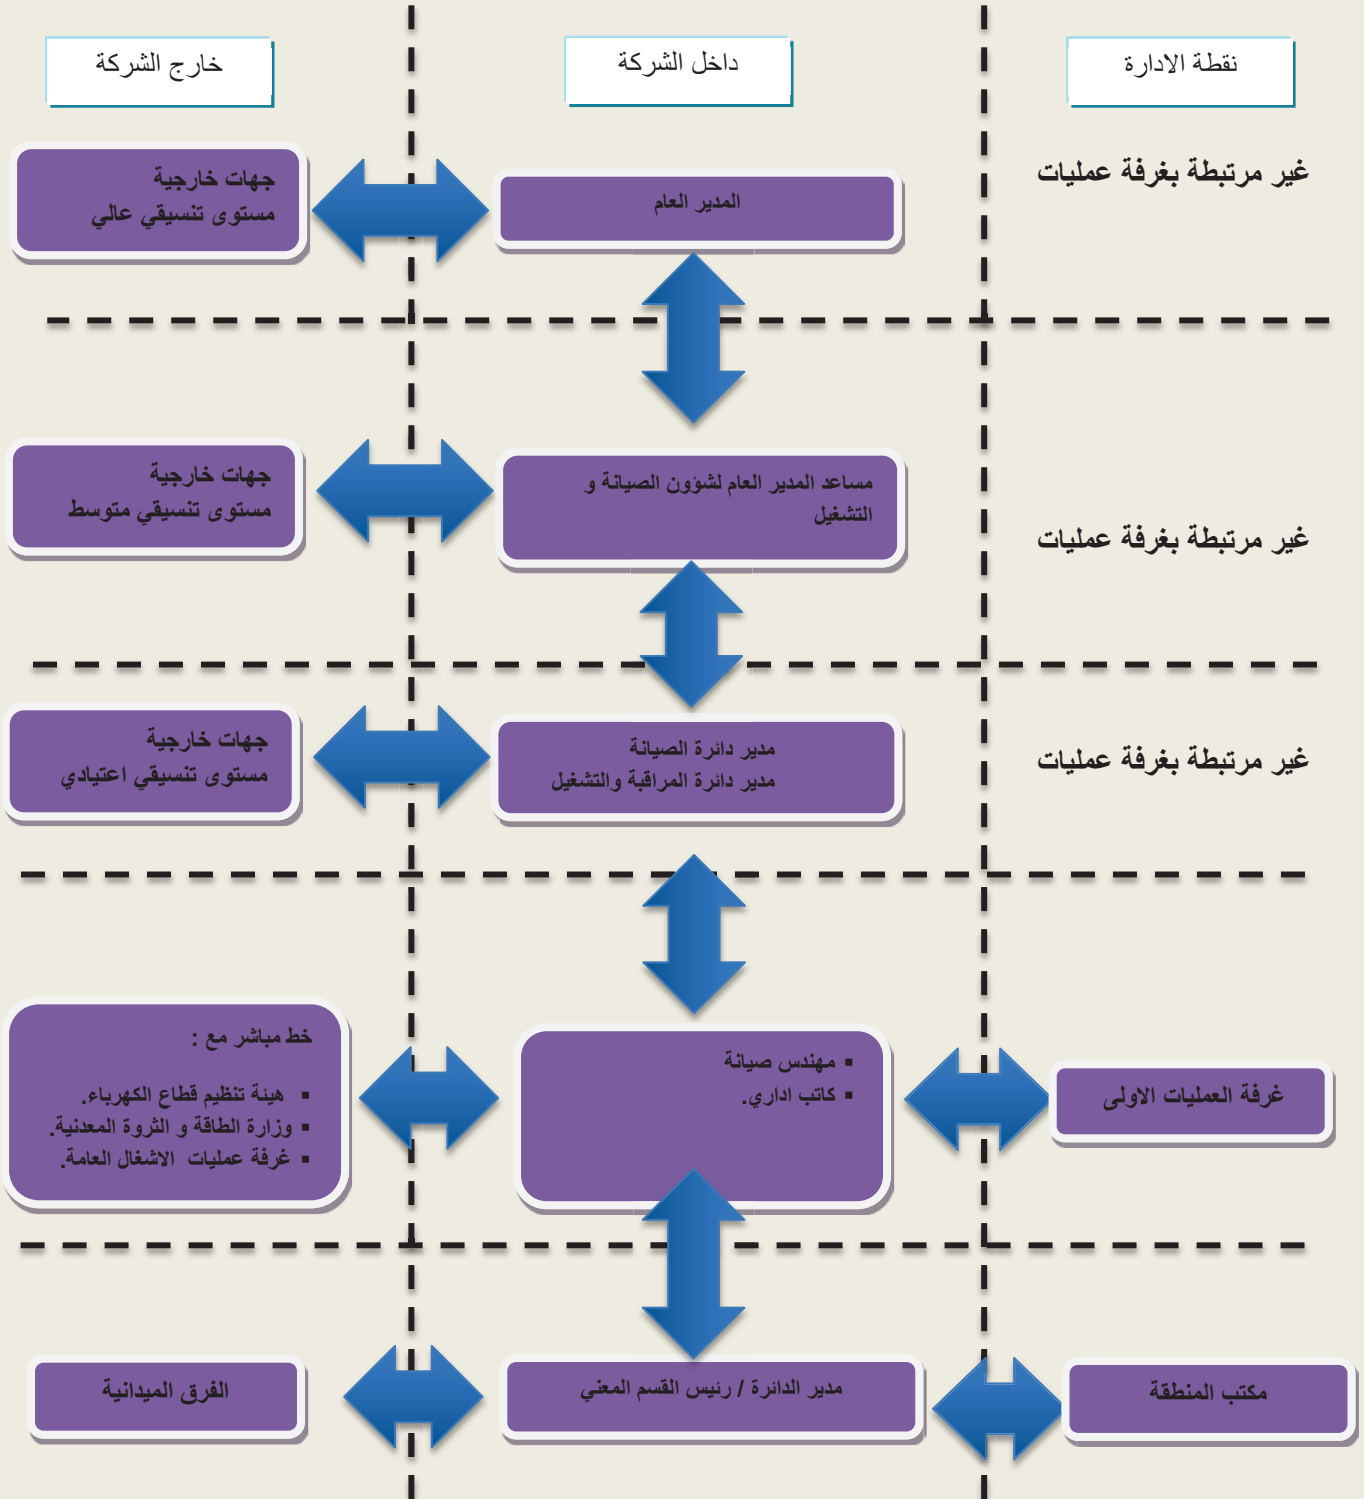 نقطة الادارة
داخل الشركة
خارج الشركة
غير مرتبطة بغرفة عمليات
المدير العام
جهات خارجية
مستوى تنسيقي عالي
غير مرتبطة بغرفة عمليات
مساعد المدير العام لشؤون الصيانة و
التشغيل
جهات خارجية
مستوى تنسيقي متوسط
غير مرتبطة بغرفة عمليات
مدير دائرة الصيانة
مدير دائرة المراقبة والتشغيل
جهات خارجية
مستوى تنسيقي اعتيادي
غرفة العمليات الاولى
▪ مهندس صيانة
▪ كاتب اداري.
خط مباشر مع :
▪ هيئة تنظيم قطاع الكهرباء.
▪ وزارة الطاقة و الثروة المعدنية.
▪ غرفة عمليات الاشغال العامة.
مكتب المنطقة
مدير الدائرة / رئيس القسم المعني
الفرق الميدانية